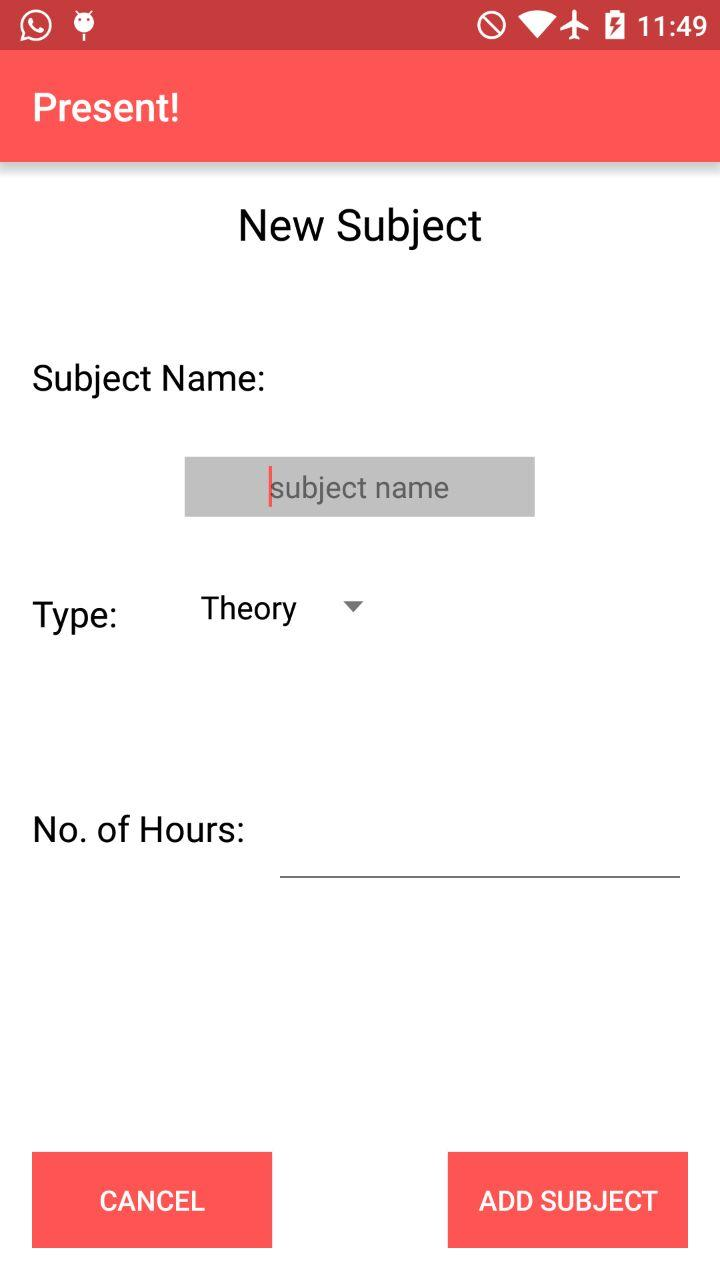 11:49
Present!
New Subject
Subject Name:
subject name
Type: Theory
No. of Hours:
CANCEL ADD SUBJECT